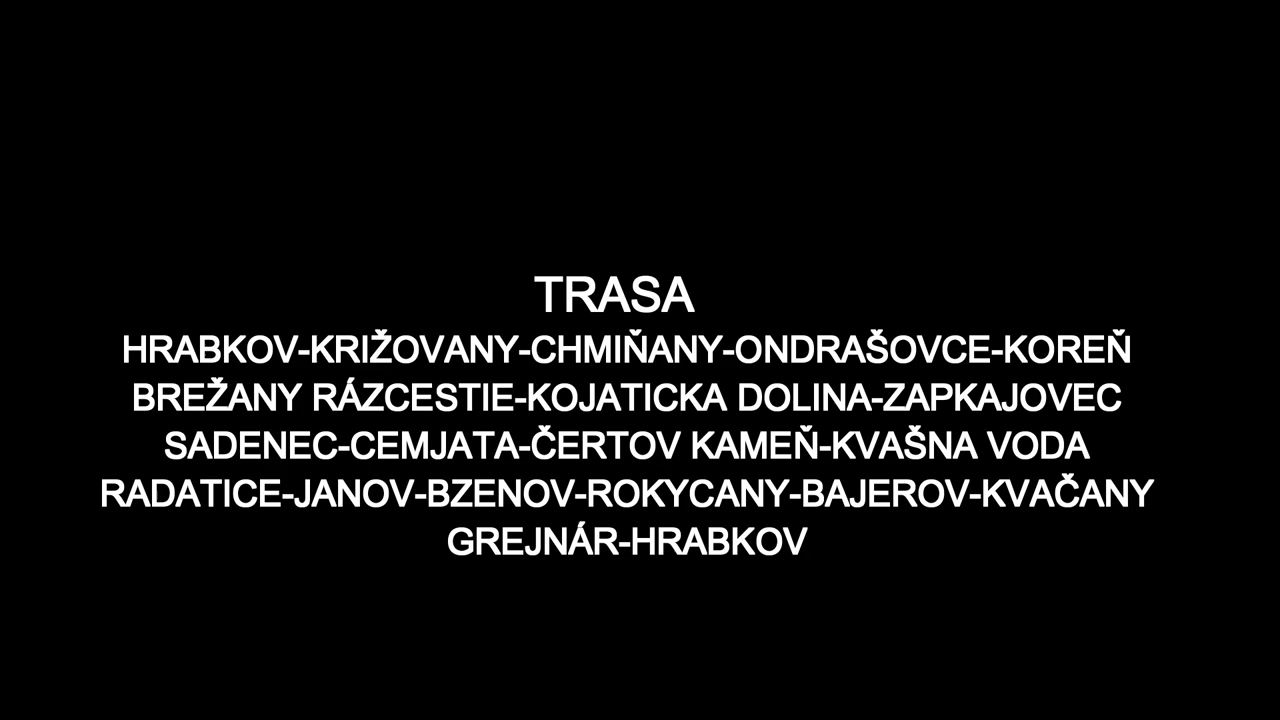 TRASA
HRABKOV-KRIŽOVANY-CHMIŇANY-ONDRAŠOVCE-KOREŇ
BREŽANY RÁZCESTIE-KOJATICKA DOLINA-ZAPKAJOVEC
SADENEC-CEMJATA-ČERTOV KAMEŇ-KVAŠNA VODA
RADATICE-JANOV-BZENOV-ROKYCANY-BAJEROV-KVAČANY
GREJNÁR-HRABKOV